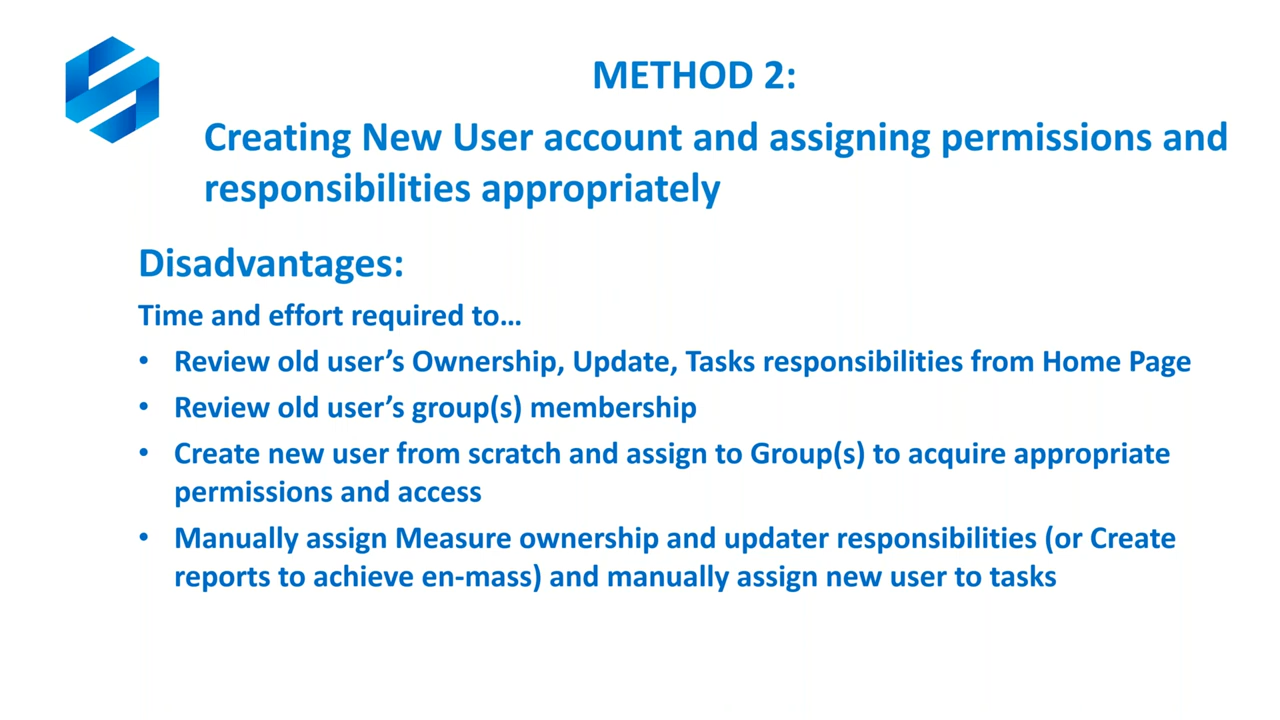 METHOD 2:
Creating New User account and assigning permissions and
responsibilities appropriately
Disadvantages:
Time and effort required to…
• Review old user’s Ownership, Update, Tasks responsibilities from Home Page
• Review old user’s group(s) membership
• Create new user from scratch and assign to Group(s) to acquire appropriate
permissions and access
• Manually assign Measure ownership and updater responsibilities (or Create
reports to achieve en-mass) and manually assign new user to tasks